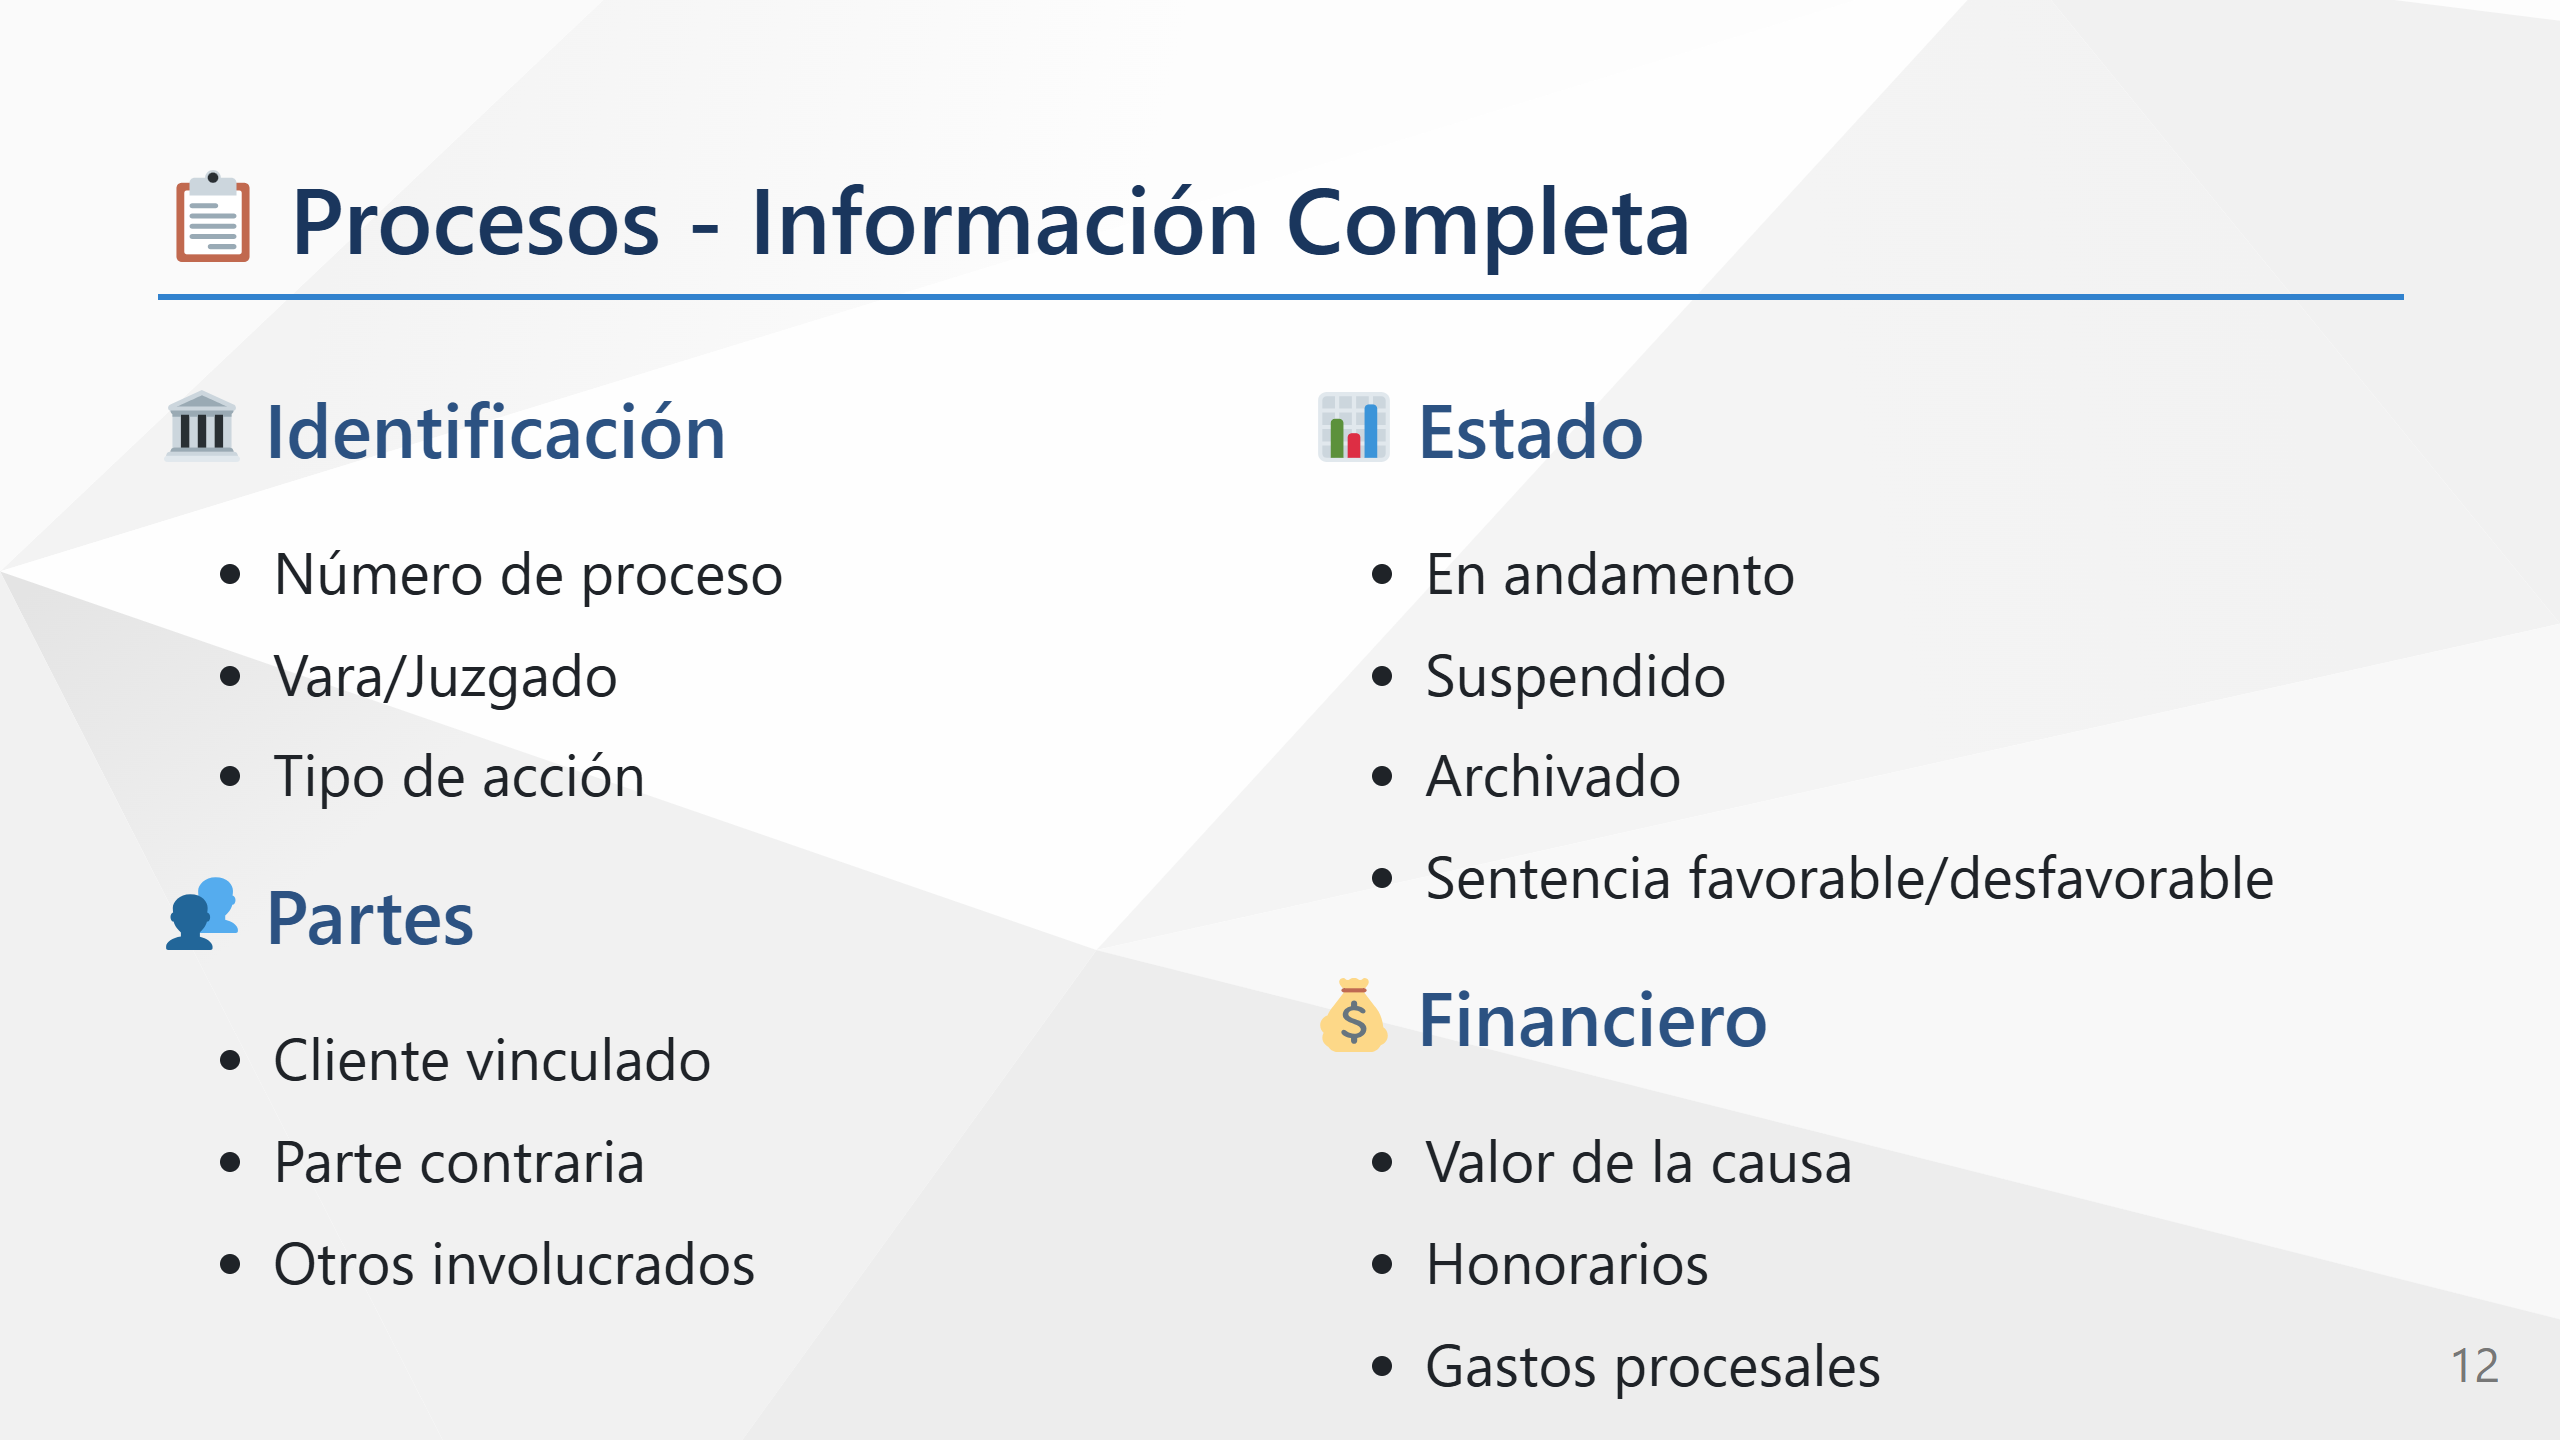 Procesos - Información Completa
Identificación
• Número de proceso
• Vara/Juzgado
• Tipo de acción
Partes
• Cliente vinculado
• Parte contraria
• Otros involucrados
Estado
• En andamento
• Suspendido
• Archivado
• Sentencia favorable/desfavorable
Financiero
• Valor de la causa
• Honorarios
• Gastos procesales
12